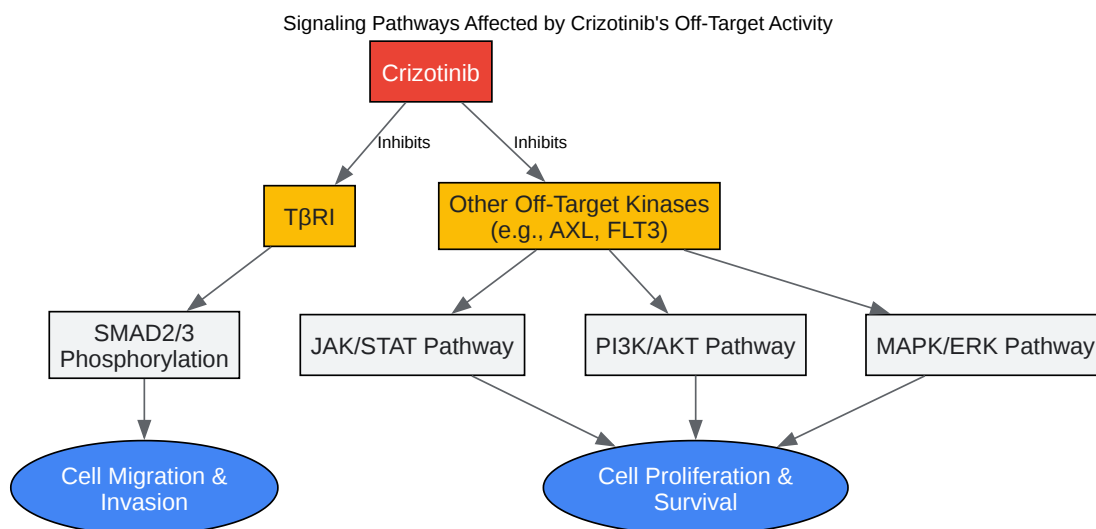 Signaling Pathways Affected by Crizotinib's Off-Target Activity
Crizotinib
Inhibits
Inhibits
TβRI
Other Off-Target Kinases
(e.g., AXL, FLT3)
SMAD2/3
Phosphorylation
JAK/STAT Pathway
PI3K/AKT Pathway
MAPK/ERK Pathway
Cell Migration &
Invasion
Cell Proliferation &
Survival